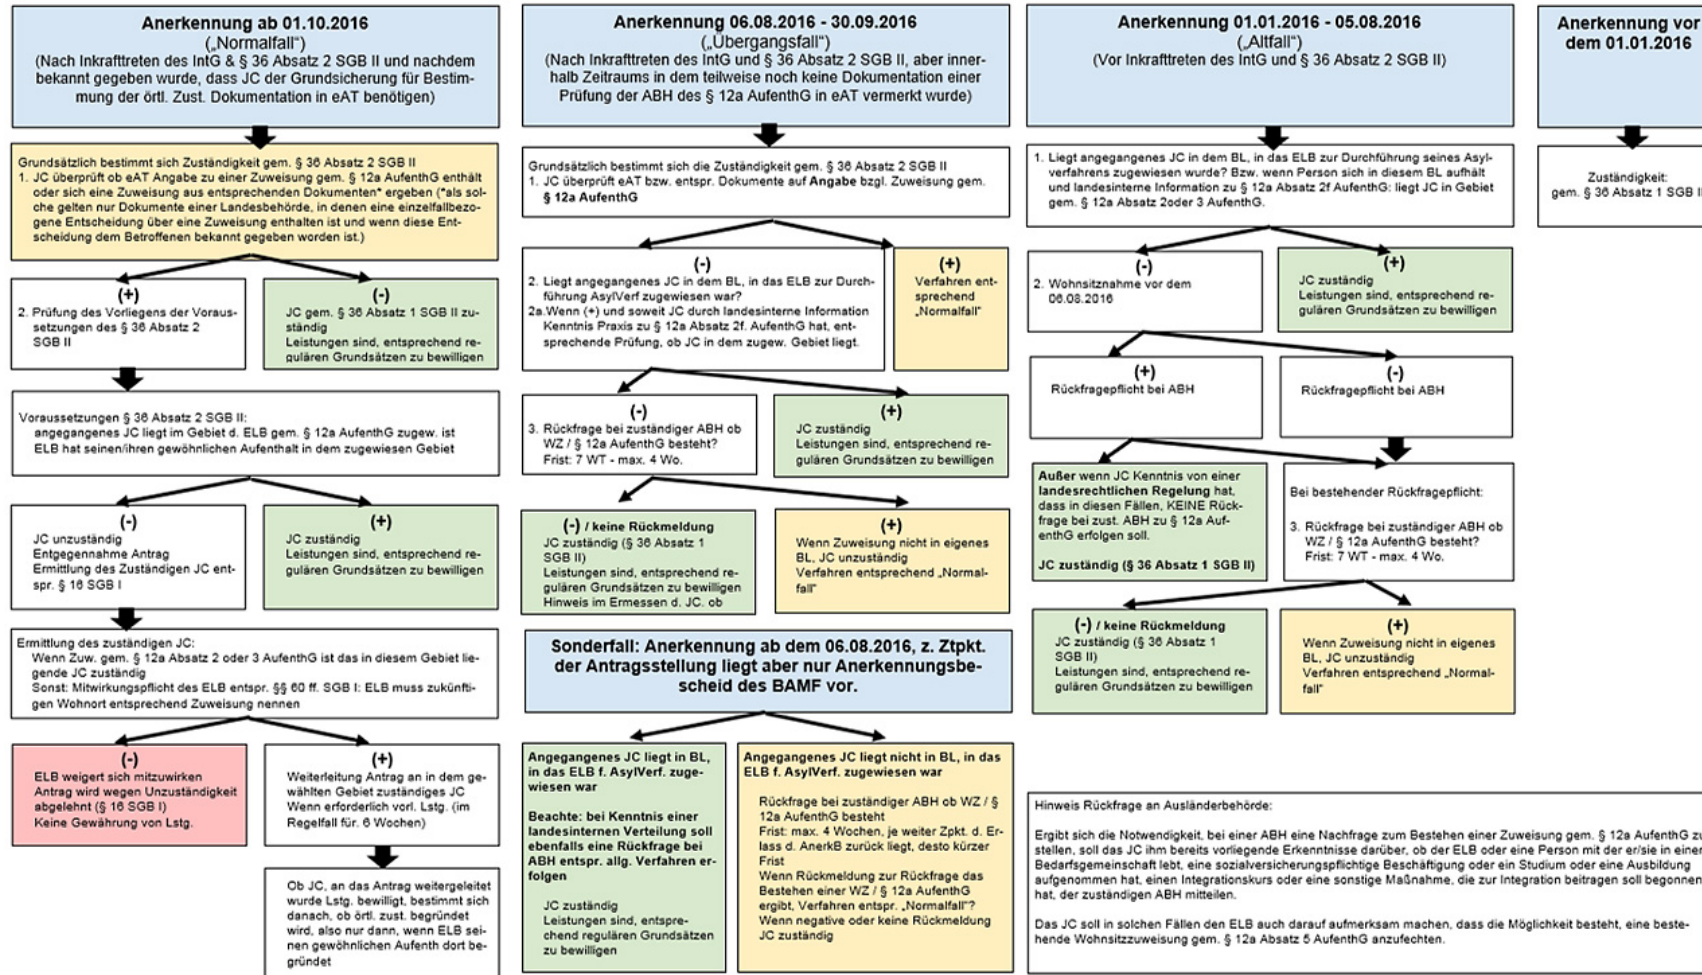 Anerkennung ab 01.10.2016
(„Normalfall")
(Nach Inkrafttreten des IntG & § 36 Absatz 2 SGB II und nachdem
bekannt gegeben wurde, dass JC der Grundsicherung für Bestim-
mung der örtl. Zust. Dokumentation in eAT benötigen)
Grundsätzlich bestimmt sich Zuständigkeit gem. § 36 Absatz 2 SGB II
1. JC überprüft ob eAT Angabe zu einer Zuweisung gem. § 12a AufenthG enthält
oder sich eine Zuweisung aus entsprechenden Dokumenten* ergeben (*als sol-
che gelten nur Dokumente einer Landesbehörde, in denen eine einzelfallbezo-
gene Entscheidung über eine Zuweisung enthalten ist und wenn diese Ent-
scheidung dem Betroffenen bekannt gegeben worden ist.)
(+)
2. Prüfung des Vorliegens der Voraus-
setzungen des § 36 Absatz 2
SGB II
(-)
JC gem. § 36 Absatz 1 SGB II zu-
ständig
Leistungen sind, entsprechend re-
gulären Grundsätzen zu bewilligen
Voraussetzungen § 36 Absatz 2 SGB II:
angegangenes JC liegt im Gebiet d. ELB gem. § 12a AufenthG zugew. ist
ELB hat seinen/ihren gewöhnlichen Aufenthalt in dem zugewiesen Gebiet
(-)
JC unzuständig
Entgegennahme Antrag
Ermittlung des Zuständigen JC ent-
spr. § 16 SGB I
(+)
JC zuständig
Leistungen sind, entsprechend re-
gulären Grundsätzen zu bewilligen
Ermittlung des zuständigen JC:
Wenn Zuw. gem. § 12a Absatz 2 oder 3 AufenthG ist das in diesem Gebiet lie-
gende JC zuständig
Sonst: Mitwirkungspflicht des ELB entspr. §§ 60 ff. SGB I: ELB muss zukünfti-
gen Wohnort entsprechend Zuweisung nennen
(-)
ELB weigert sich mitzuwirken
Antrag wird wegen Unzuständigkeit
abgelehnt (§ 16 SGB I)
Keine Gewährung von Lstg.
(+)
Weiterleitung Antrag an in dem ge-
wählten Gebiet zuständiges JC
Wenn erforderlich vorl. Lstg. (im
Regelfall für. 6 Wochen)
Ob JC, an das Antrag weitergeleitet
wurde Lstg. bewilligt, bestimmt sich
danach, ob örtl. zust. begründet
wird, also nur dann, wenn ELB sei-
nen gewöhnlichen Aufenth dort be-
gründet
Anerkennung 06.08.2016 - 30.09.2016
(„Übergangsfall")
(Nach Inkrafttreten des IntG und § 36 Absatz 2 SGB II, aber inner-
halb Zeitraums in dem teilweise noch keine Dokumentation einer
Prüfung der ABH des § 12a AufenthG in eAT vermerkt wurde)
Grundsätzlich bestimmt sich die Zuständigkeit gem. § 36 Absatz 2 SGB II
1. JC überprüft eAT bzw. entspr. Dokumente auf Angabe bzgl. Zuweisung gem.
§ 12a AufenthG
(-)
2. Liegt angegangenes JC in dem BL, in das ELB zur Durch-
führung AsylVerf zugewiesen war?
2a.Wenn (+) und soweit JC durch landesinterne Information
Kenntnis Praxis zu § 12a Absatz 2f. AufenthG hat, ent-
sprechende Prüfung, ob JC in dem zugew. Gebiet liegt.
(+)
Verfahren ent-
sprechend
„Normalfall"
(-)
3. Rückfrage bei zuständiger ABH ob
WZ / § 12a AufenthG besteht?
Frist: 7 WT - max. 4 Wo.
(+)
JC zuständig
Leistungen sind, entsprechend re-
gulären Grundsätzen zu bewilligen
(-) / keine Rückmeldung
JC zuständig (§ 36 Absatz 1
SGB II)
Leistungen sind, entsprechend re-
gulären Grundsätzen zu bewilligen
Hinweis im Ermessen d. JC. ob
(+)
Wenn Zuweisung nicht in eigenes
BL, JC unzuständig
Verfahren entsprechend „Normal-
fall"
Sonderfall: Anerkennung ab dem 06.08.2016, z. Ztpkt.
der Antragsstellung liegt aber nur Anerkennungsbe-
scheid des BAMF vor.
Angegangenes JC liegt in BL,
in das ELB f. AsylVerf. zuge-
wiesen war
Beachte: bei Kenntnis einer
landesinternen Verteilung soll
ebenfalls eine Rückfrage bei
ABH entspr. allg. Verfahren er-
folgen
JC zuständig
Leistungen sind, entspre-
chend regulären Grundsätzen
zu bewilligen
Angegangenes JC liegt nicht in BL, in das
ELB f. AsylVerf. zugewiesen war
Rückfrage bei zuständiger ABH ob WZ / §
12a AufenthG besteht
Frist: max. 4 Wochen, je weiter Zpkt. d. Er-
lass d. AnerkB zurück liegt, desto kürzer
Frist
Wenn Rückmeldung zur Rückfrage das
Bestehen einer WZ / § 12a AufenthG
ergibt, Verfahren entspr. „Normalfall"?
Wenn negative oder keine Rückmeldung
JC zuständig
Anerkennung 01.01.2016 - 05.08.2016
(„Altfall")
(Vor Inkrafttreten des IntG und § 36 Absatz 2 SGB II)
1. Liegt angegangenes JC in dem BL, in das ELB zur Durchführung seines Asyl-
verfahrens zugewiesen wurde? Bzw. wenn Person sich in diesem BL aufhält
und landesinterne Information zu § 12a Absatz 2f AufenthG: liegt JC in Gebiet
gem. § 12a Absatz 2oder 3 AufenthG.
(-)
2. Wohnsitznahme vor dem
06.08.2016
(+)
JC zuständig
Leistungen sind, entsprechend re-
gulären Grundsätzen zu bewilligen
(+)
Rückfragepflicht bei ABH
(-)
Rückfragepflicht bei ABH
Außer wenn JC Kenntnis von einer
landesrechtlichen Regelung hat,
dass in diesen Fällen, KEINE Rück-
frage bei zust. ABH zu § 12a Auf-
enthG erfolgen soll.
JC zuständig (§ 36 Absatz 1 SGB II)
Bei bestehender Rückfragepflicht:
3. Rückfrage bei zuständiger ABH ob
WZ / § 12a AufenthG besteht?
Frist: 7 WT - max. 4 Wo.
(-) / keine Rückmeldung
JC zuständig (§ 36 Absatz 1
SGB II)
Leistungen sind, entsprechend re-
gulären Grundsätzen zu bewilligen
(+)
Wenn Zuweisung nicht in eigenes
BL, JC unzuständig
Verfahren entsprechend „Normal-
fall"
Anerkennung vor
dem 01.01.2016
Zuständigkeit:
gem. § 36 Absatz 1 SGB II
Hinweis Rückfrage an Ausländerbehörde:
Ergibt sich die Notwendigkeit, bei einer ABH eine Nachfrage zum Bestehen einer Zuweisung gem. § 12a AufenthG zu
stellen, soll das JC ihm bereits vorliegende Erkenntnisse darüber, ob der ELB oder eine Person mit der er/sie in einer
Bedarfsgemeinschaft lebt, eine sozialversicherungspflichtige Beschäftigung oder ein Studium oder eine Ausbildung
aufgenommen hat, einen Integrationskurs oder eine sonstige Maßnahme, die zur Integration beitragen soll begonnen
hat, der zuständigen ABH mitteilen.
Das JC soll in solchen Fällen den ELB auch darauf aufmerksam machen, dass die Möglichkeit besteht, eine beste-
hende Wohnsitzzuweisung gem. § 12a Absatz 5 AufenthG anzufechten.